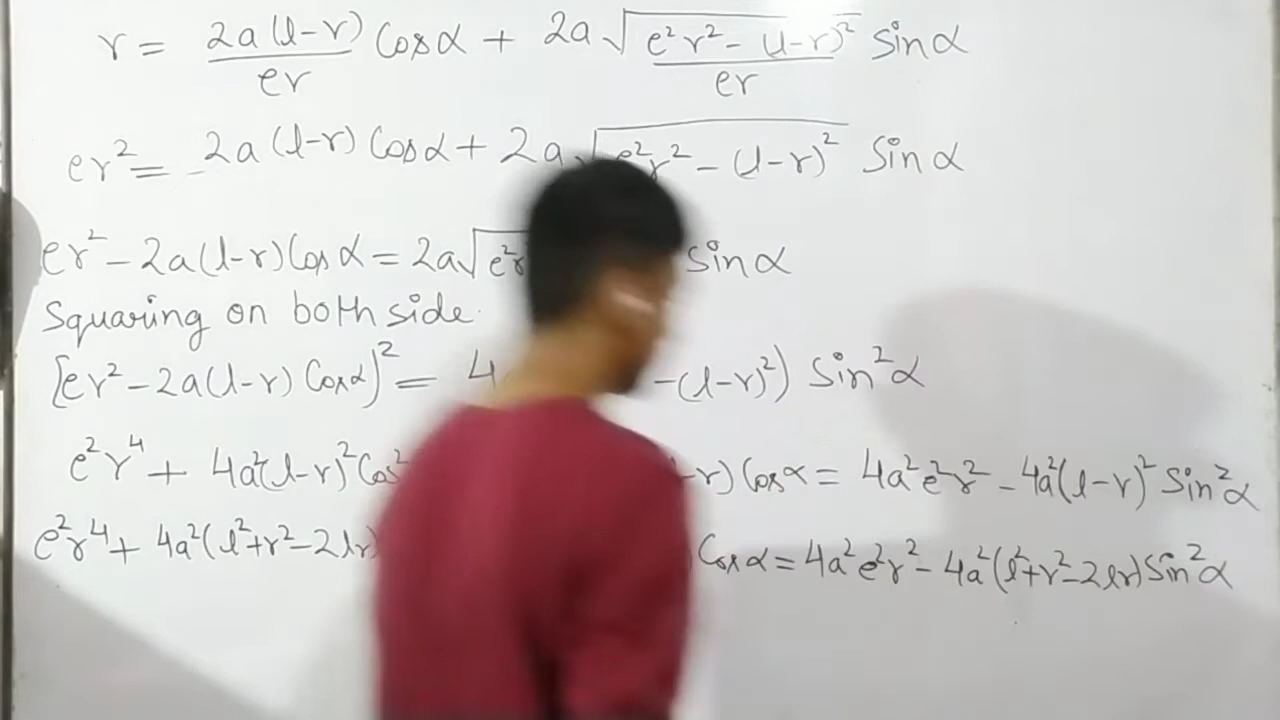 r = 2a(l-r)/er Cosα + 2a √e²r² - (l-r)²/er Sinα
er² = 2a(l-r) Cosα + 2a √e²r² - (l-r)² Sinα
er² - 2a(l-r) Cosα = 2a√e²r Sinα
Squaring on both side.
[er² - 2a(l-r) Cosα)² = 4 -(l-r)²) Sin²α
e²r⁴ + 4a²(l-r)² Cos² -r) Cosα = 4a²e²r² - 4a²(l-r)² Sin²α
e²r⁴ + 4a²(l²+r²-2lr) Cosα = 4a²e²r² - 4a²(l²+r²-2lr) Sin²α